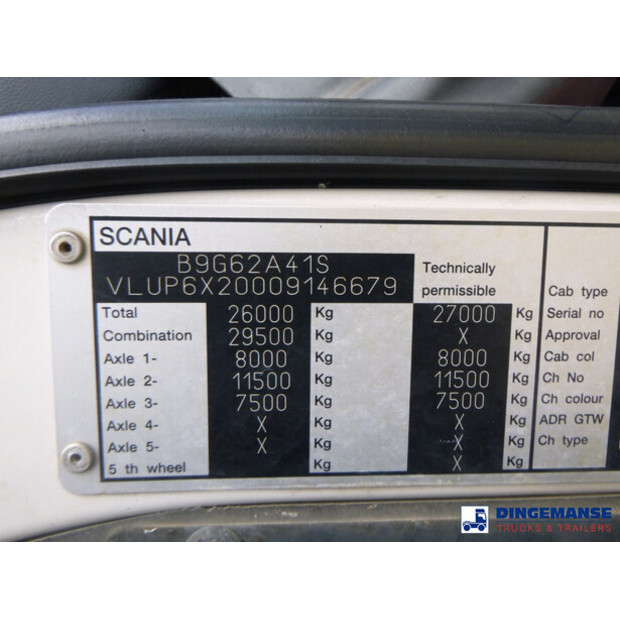 SCANIA
B9G62A41S
VLUP6X20009146679
Technically
permissible
Cab type
Total 26000 Kg 27000 Kg Serial no
Combination 29500 Kg X Kg Approval
Axle 1- 8000 Kg 8000 Kg Cab col
Axle 2- 11500 Kg 11500 Kg Ch No
Axle 3- 7500 Kg 7500 Kg Ch colour
Axle 4- X Kg X Kg ADR GTW
Axle 5- X Kg X Kg Ch type
5 th wheel Kg X Kg
DINGEMANSE
TRUCKS & TRAILERS